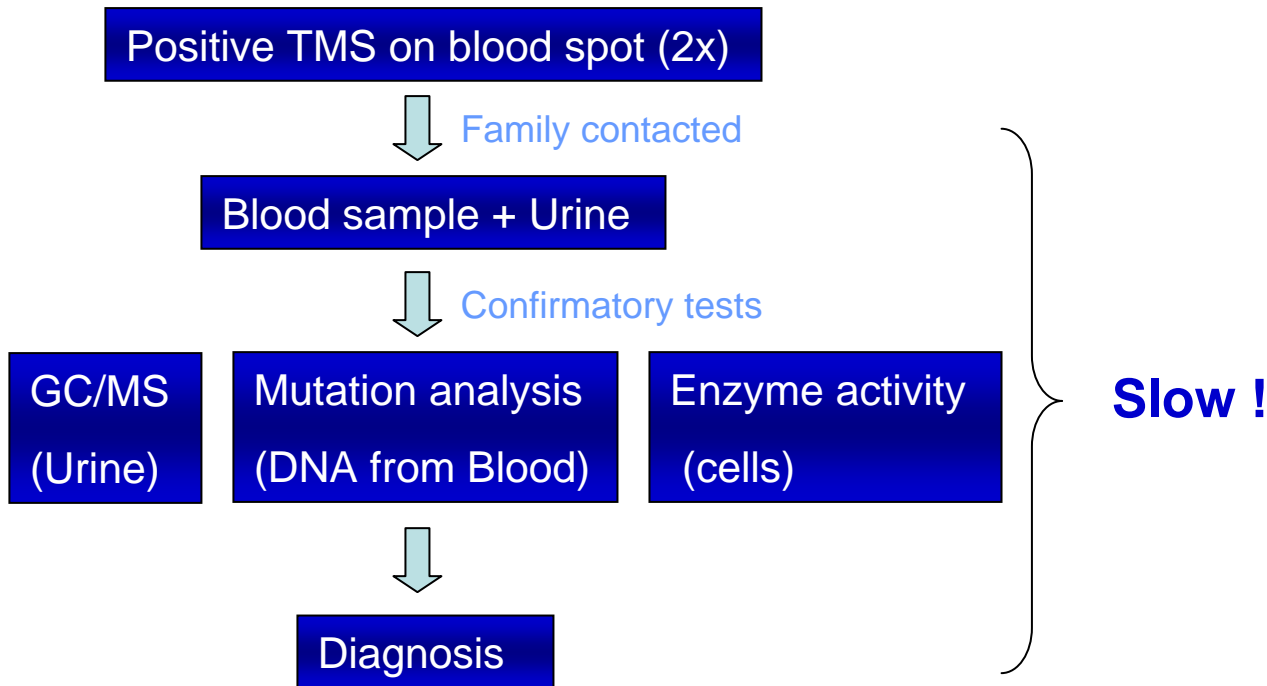 Positive TMS on blood spot (2x)
Family contacted
Blood sample + Urine
Confirmatory tests
GC/MS
(Urine)
Mutation analysis
(DNA from Blood)
Enzyme activity
(cells)
Slow !
Diagnosis